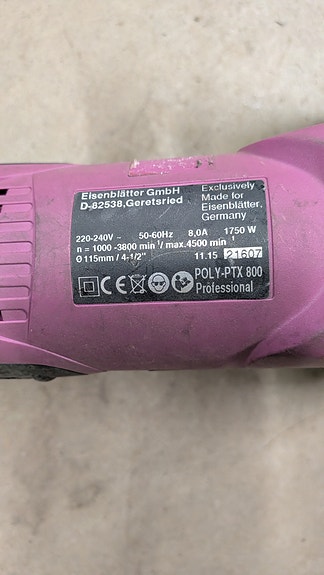 Eisenblätter GmbH
D-82538,Geretsried
Exclusively
Made for
Eisenblätter,
Germany
220-240V ~ 50-60Hz 8,0A 1750 W
n = 1000 -3800 min⁻¹/ max.4500 min⁻¹
Ø 115mm / 4-1/2" 11.15 21607
CE
POLY-PTX 800
Professional